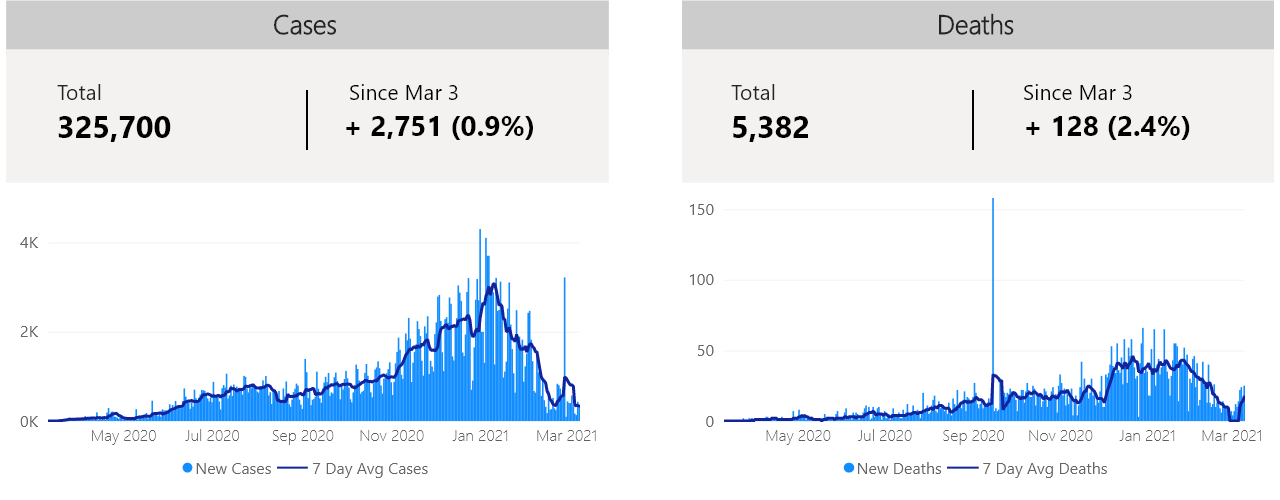 Cases
Total
325,700
Since Mar 3
+ 2,751 (0.9%)
4K
2K
0K
May 2020 Jul 2020 Sep 2020 Nov 2020 Jan 2021 Mar 2021
New Cases 7 Day Avg Cases
Deaths
Total
5,382
Since Mar 3
+ 128 (2.4%)
150
100
50
0
May 2020 Jul 2020 Sep 2020 Nov 2020 Jan 2021 Mar 2021
New Deaths 7 Day Avg Deaths